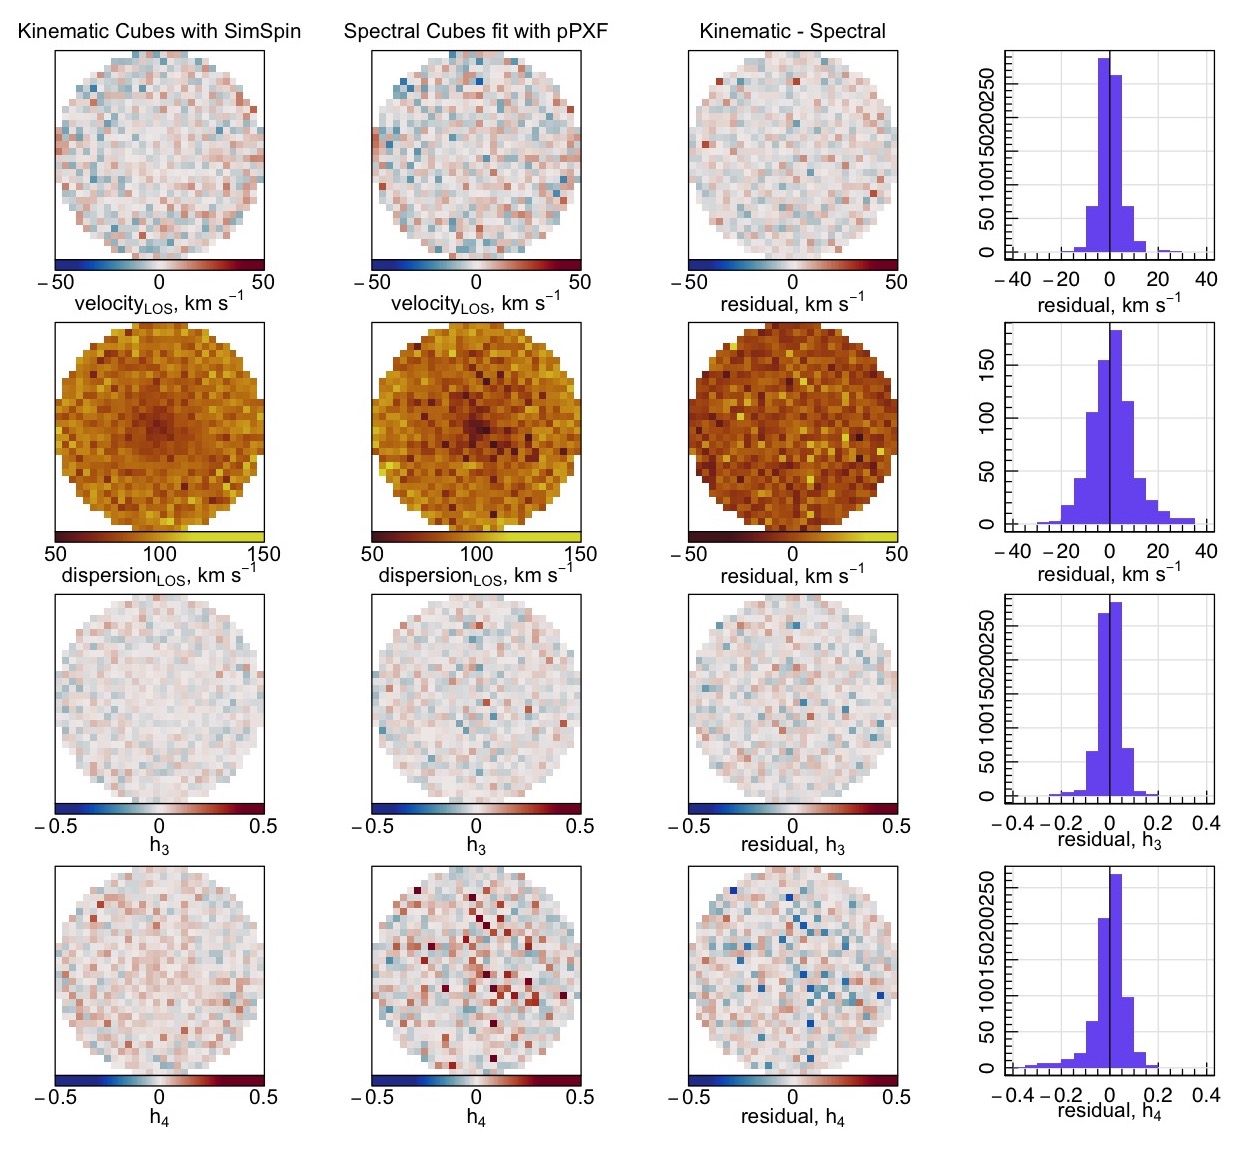 Kinematic Cubes with SimSpin Spectral Cubes fit with pPXF Kinematic - Spectral
0 50 100 150 200 250
−50 0 50 −50 0 50 −50 0 50 −40 −20 0 20 40
velocityLOS, km s−1 velocityLOS, km s−1 residual, km s−1 residual, km s−1
0 50 100 150
50 100 150 50 100 150 −50 0 50 −40 −20 0 20 40
dispersionLOS, km s−1 dispersionLOS, km s−1 residual, km s−1 residual, km s−1
0 50 100 150 200 250
−0.5 0 0.5 −0.5 0 0.5 −0.5 0 0.5 −0.4 −0.2 0 0.2 0.4
h3 h3 residual, h3 residual, h3
0 50 100 150 200 250
−0.5 0 0.5 −0.5 0 0.5 −0.5 0 0.5 −0.4 −0.2 0 0.2 0.4
h4 h4 residual, h4 residual, h4